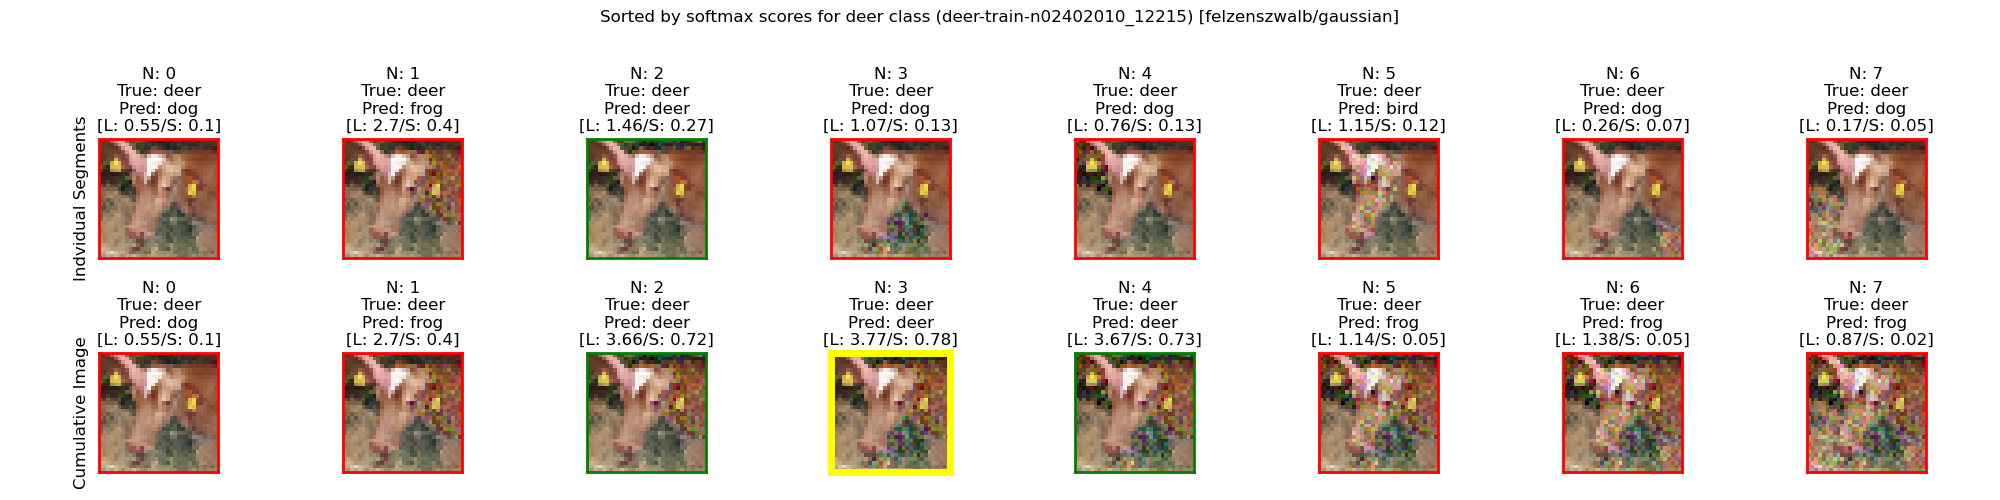 Sorted by softmax scores for deer class (deer-train-n02402010_12215) [felzenszwalb/gaussian]
Indvidual Segments
N: 0
True: deer
Pred: dog
[L: 0.55/S: 0.1]
N: 1
True: deer
Pred: frog
[L: 2.7/S: 0.4]
N: 2
True: deer
Pred: deer
[L: 1.46/S: 0.27]
N: 3
True: deer
Pred: dog
[L: 1.07/S: 0.13]
N: 4
True: deer
Pred: dog
[L: 0.76/S: 0.13]
N: 5
True: deer
Pred: bird
[L: 1.15/S: 0.12]
N: 6
True: deer
Pred: dog
[L: 0.26/S: 0.07]
N: 7
True: deer
Pred: dog
[L: 0.17/S: 0.05]
Cumulative Image
N: 0
True: deer
Pred: dog
[L: 0.55/S: 0.1]
N: 1
True: deer
Pred: frog
[L: 2.7/S: 0.4]
N: 2
True: deer
Pred: deer
[L: 3.66/S: 0.72]
N: 3
True: deer
Pred: deer
[L: 3.77/S: 0.78]
N: 4
True: deer
Pred: deer
[L: 3.67/S: 0.73]
N: 5
True: deer
Pred: frog
[L: 1.14/S: 0.05]
N: 6
True: deer
Pred: frog
[L: 1.38/S: 0.05]
N: 7
True: deer
Pred: frog
[L: 0.87/S: 0.02]